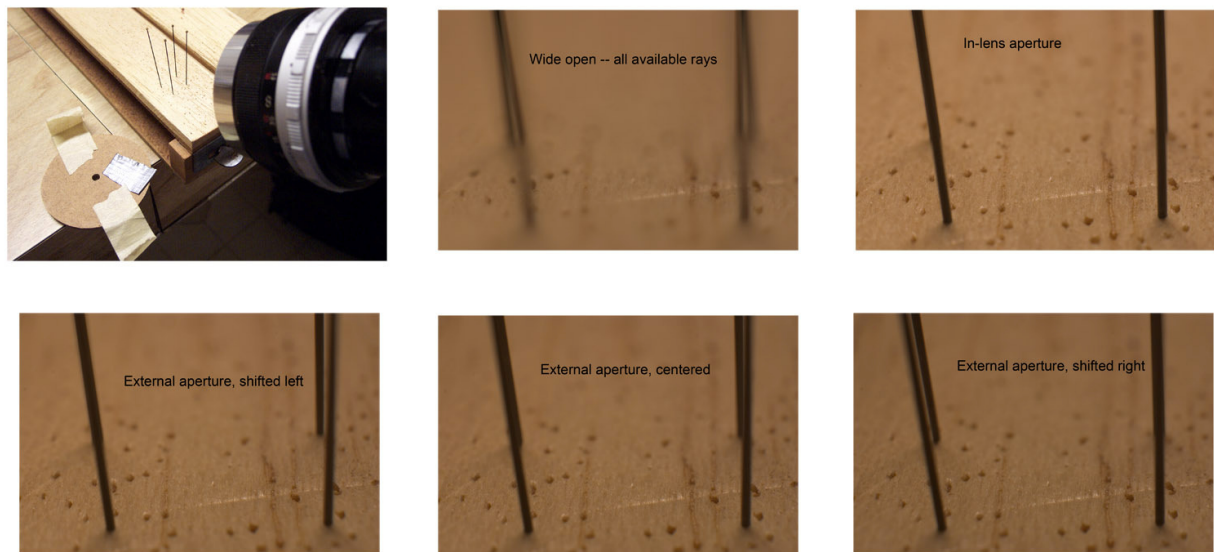 Wide open -- all available rays
In-lens aperture
External aperture, shifted left
External aperture, centered
External aperture, shifted right